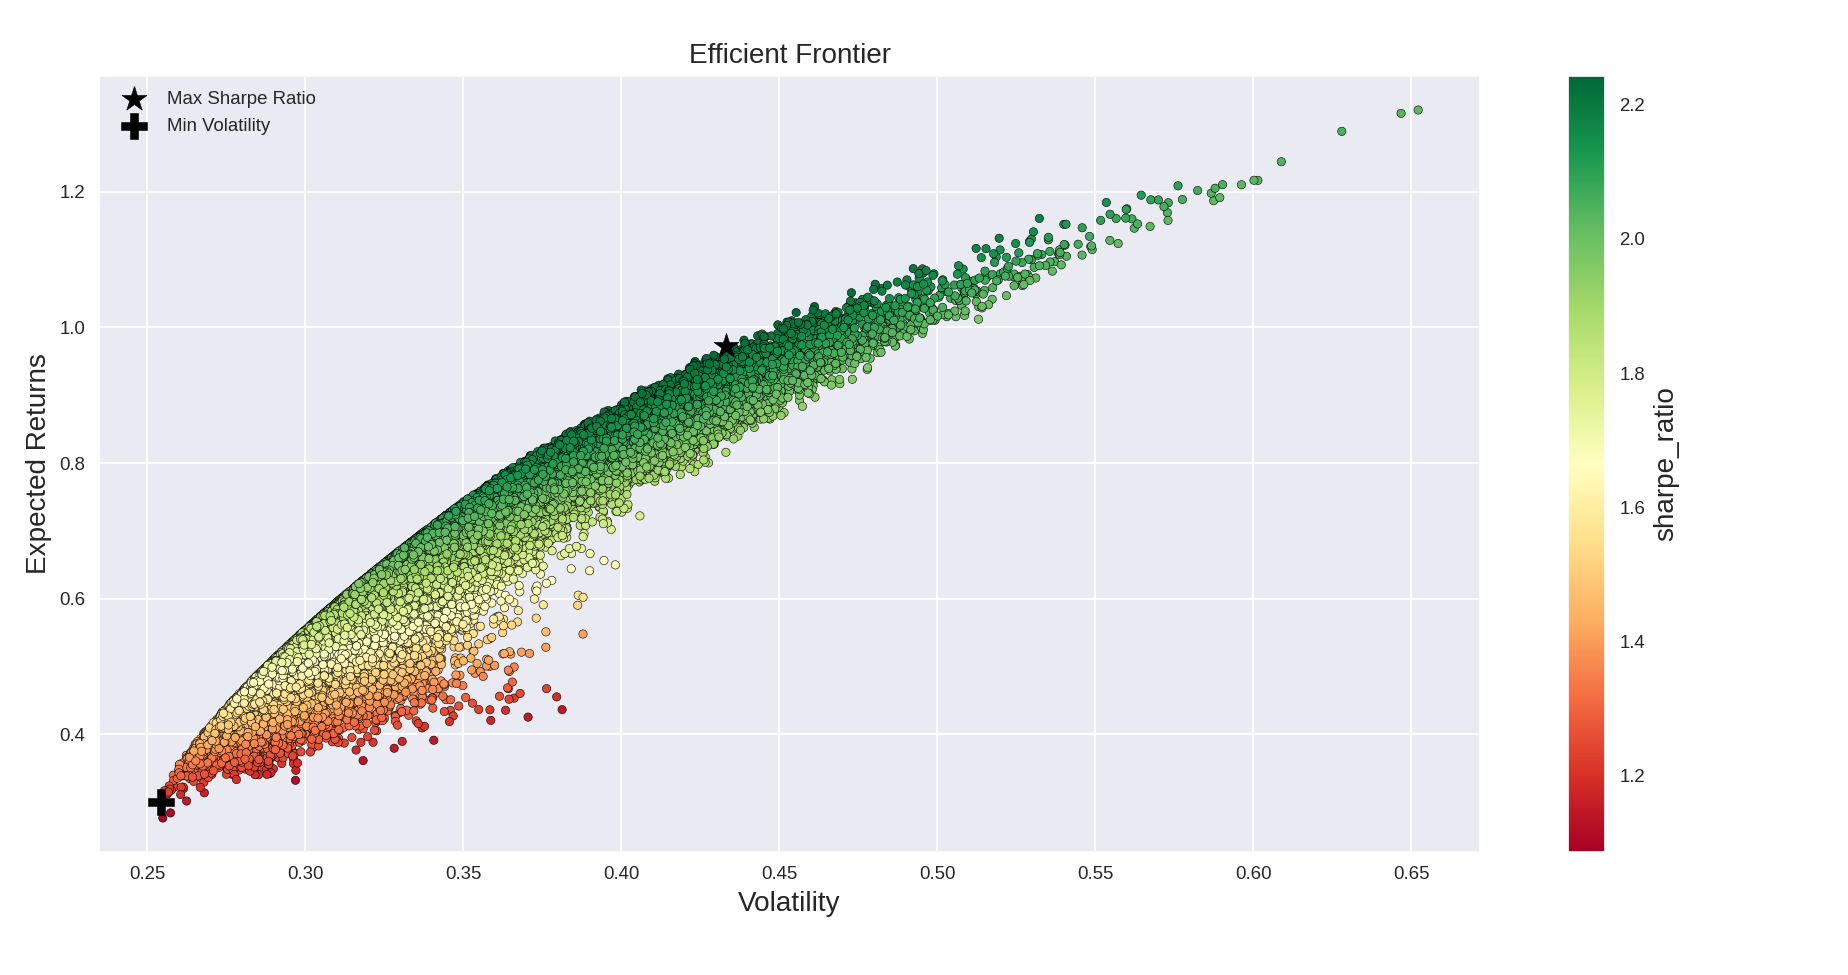 Efficient Frontier
Max Sharpe Ratio
Min Volatility
Expected Returns
1.2
1.0
0.8
0.6
0.4
0.25 0.30 0.35 0.40 0.45 0.50 0.55 0.60 0.65
Volatility
2.2
2.0
1.8
1.6
1.4
1.2
sharpe_ratio